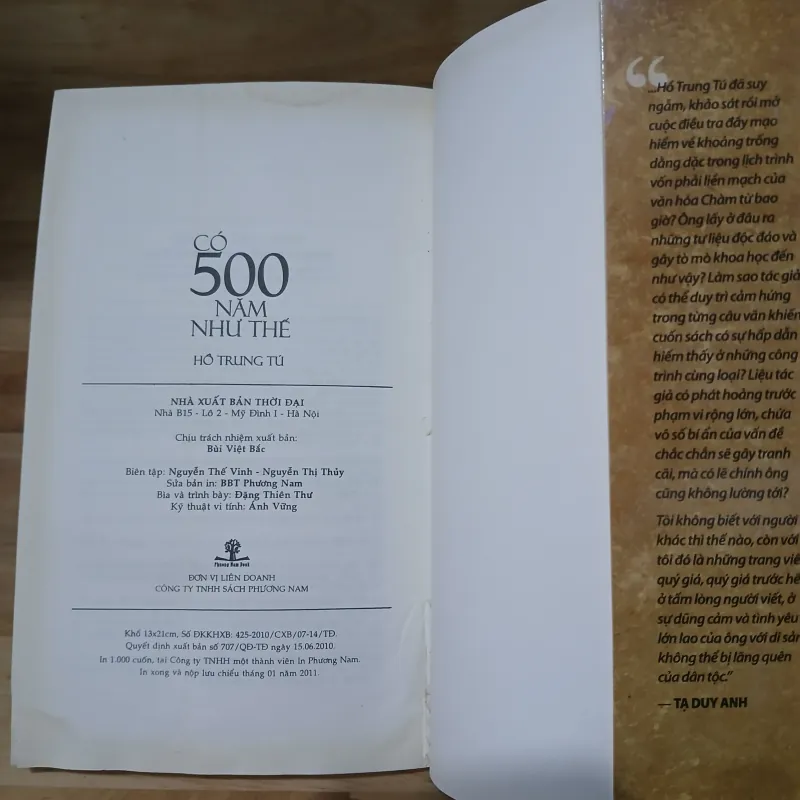 CÓ
500
NĂM
NHƯ THẾ
HỒ TRUNG TÚ
NHÀ XUẤT BẢN THỜI ĐẠI
Nhà B15 - Lô 2 - Mỹ Đình I - Hà Nội
Chịu trách nhiệm xuất bản:
Bùi Việt Bắc
Biên tập: Nguyễn Thế Vinh - Nguyễn Thị Thủy
Sửa bản in: BBT Phương Nam
Bìa và trình bày: Đặng Thiên Thư
Kỹ thuật vi tính: Ánh Vững
Phuong Nam Book
ĐƠN VỊ LIÊN DOANH
CÔNG TY TNHH SÁCH PHƯƠNG NAM
Khổ 13x21cm, Số ĐKKHXB: 425-2010/CXB/07-14/TĐ.
Quyết định xuất bản số 707/QĐ-TĐ ngày 15.06.2010.
In 1.000 cuốn, tại Công ty TNHH một thành viên In Phương Nam.
In xong và nộp lưu chiểu tháng 01 năm 2011.
“
...Hồ Trung Tú đã suy
ngẫm, khảo sát rồi mở
cuộc điều tra đầy mạo
hiểm về khoảng trống
dằng dặc trong lịch trình
vốn phải liền mạch của
văn hóa Chàm từ bao
giờ? Ông lấy ở đâu ra
những tư liệu độc đáo và
gây tò mò khoa học đến
như vậy? Làm sao tác giả
có thể duy trì cảm hứng
trong từng câu văn khiến
cuốn sách có sự hấp dẫn
hiếm thấy ở những công
trình cùng loại? Liệu tác
giả có phát hoảng trước
phạm vi rộng lớn, chứa
vô số bí ẩn của vấn đề
chắc chắn sẽ gây tranh
cãi, mà có lẽ chính ông
cũng không lường tới?
Tôi không biết với người
khác thì thế nào, còn với
tôi đó là những trang
quý giá, quý giá trước
ở tấm lòng người viết, ở
sự dũng cảm và tình yêu
lớn lao của ông với di sản
không thể bị lãng quên
của dân tộc.”
— TẠ DUY ANH